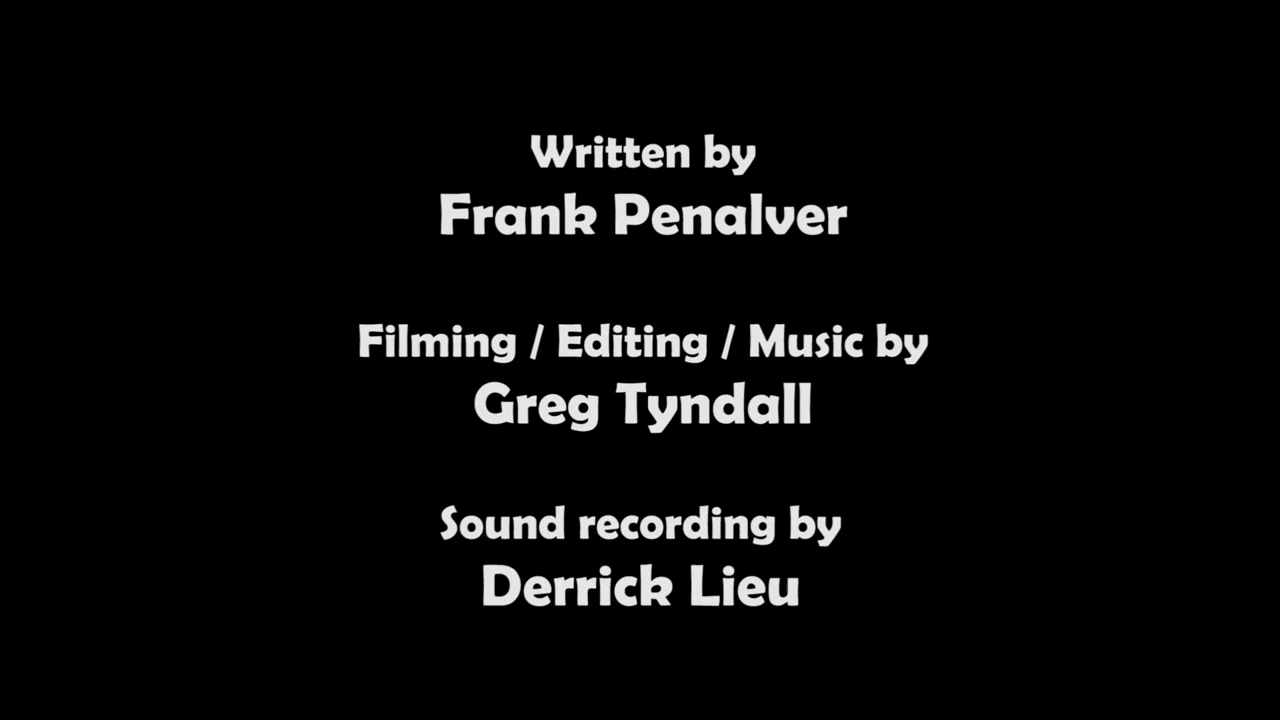 Written by
Frank Penalver
Filming / Editing / Music by
Greg Tyndall
Sound recording by
Derrick Lieu